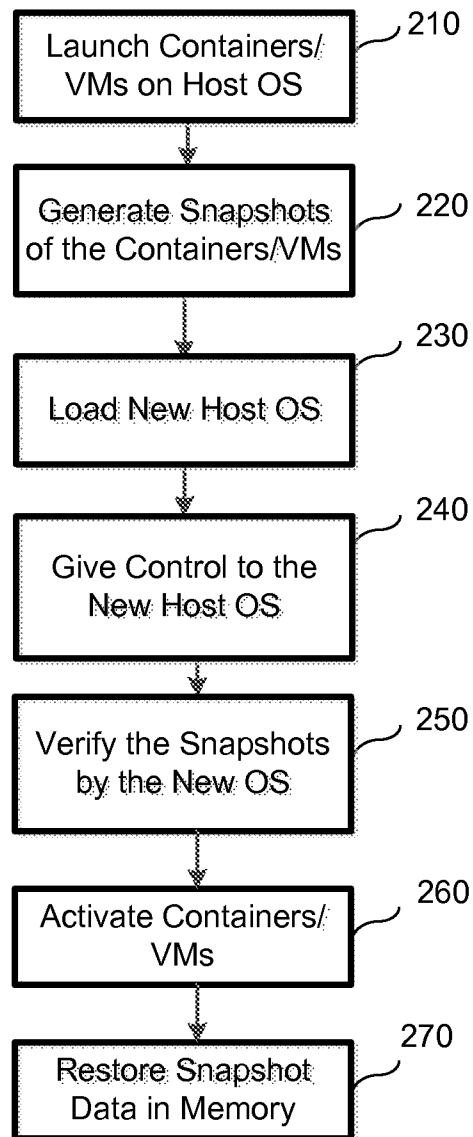 210
Launch Containers/
VMs on Host OS
220
Generate Snapshots
of the Containers/VMs
230
Load New Host OS
240
Give Control to the
New Host OS
250
Verify the Snapshots
by the New OS
260
Activate Containers/
VMs
270
Restore Snapshot
Data in Memory